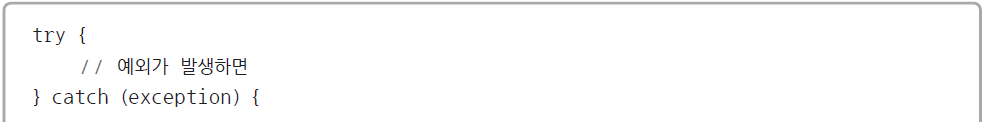 try {
    // 예외가 발생하면
} catch (exception) {